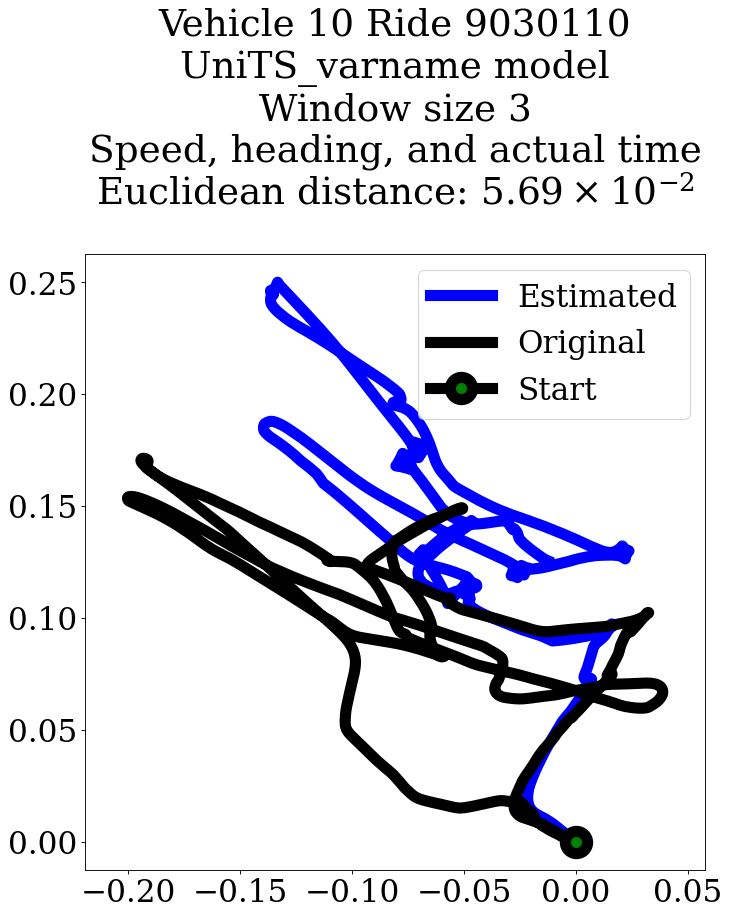 Vehicle 10 Ride 9030110
UniTS_varname model
Window size 3
Speed, heading, and actual time
Euclidean distance: 5.69 × 10⁻²
Estimated
Original
Start
0.25
0.20
0.15
0.10
0.05
0.00
−0.20 −0.15 −0.10 −0.05 0.00 0.05